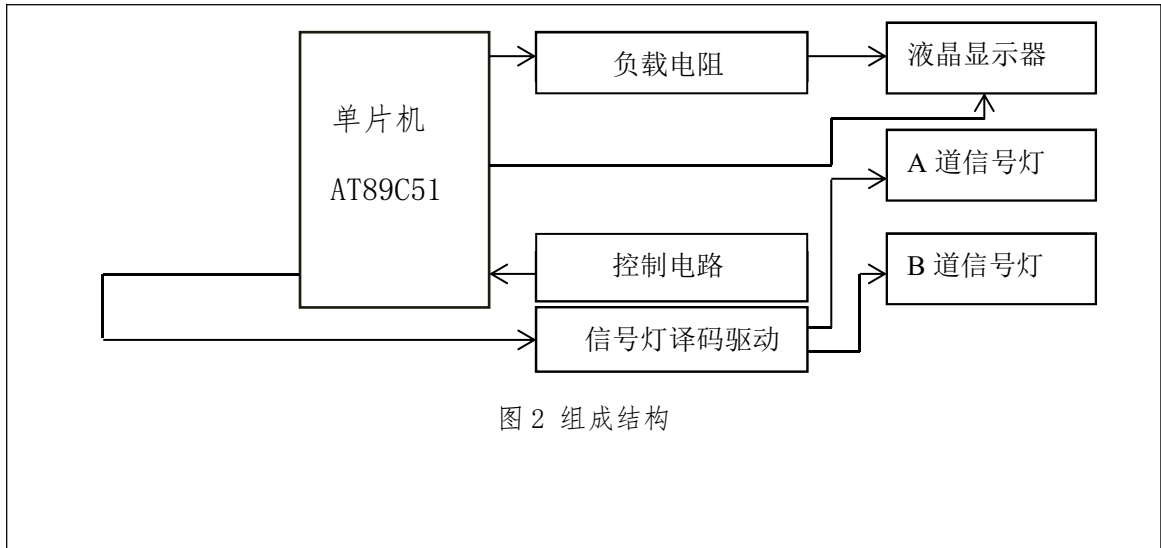 单片机
AT89C51
负载电阻
液晶显示器
A 道信号灯
控制电路
B 道信号灯
信号灯译码驱动
图 2 组成结构